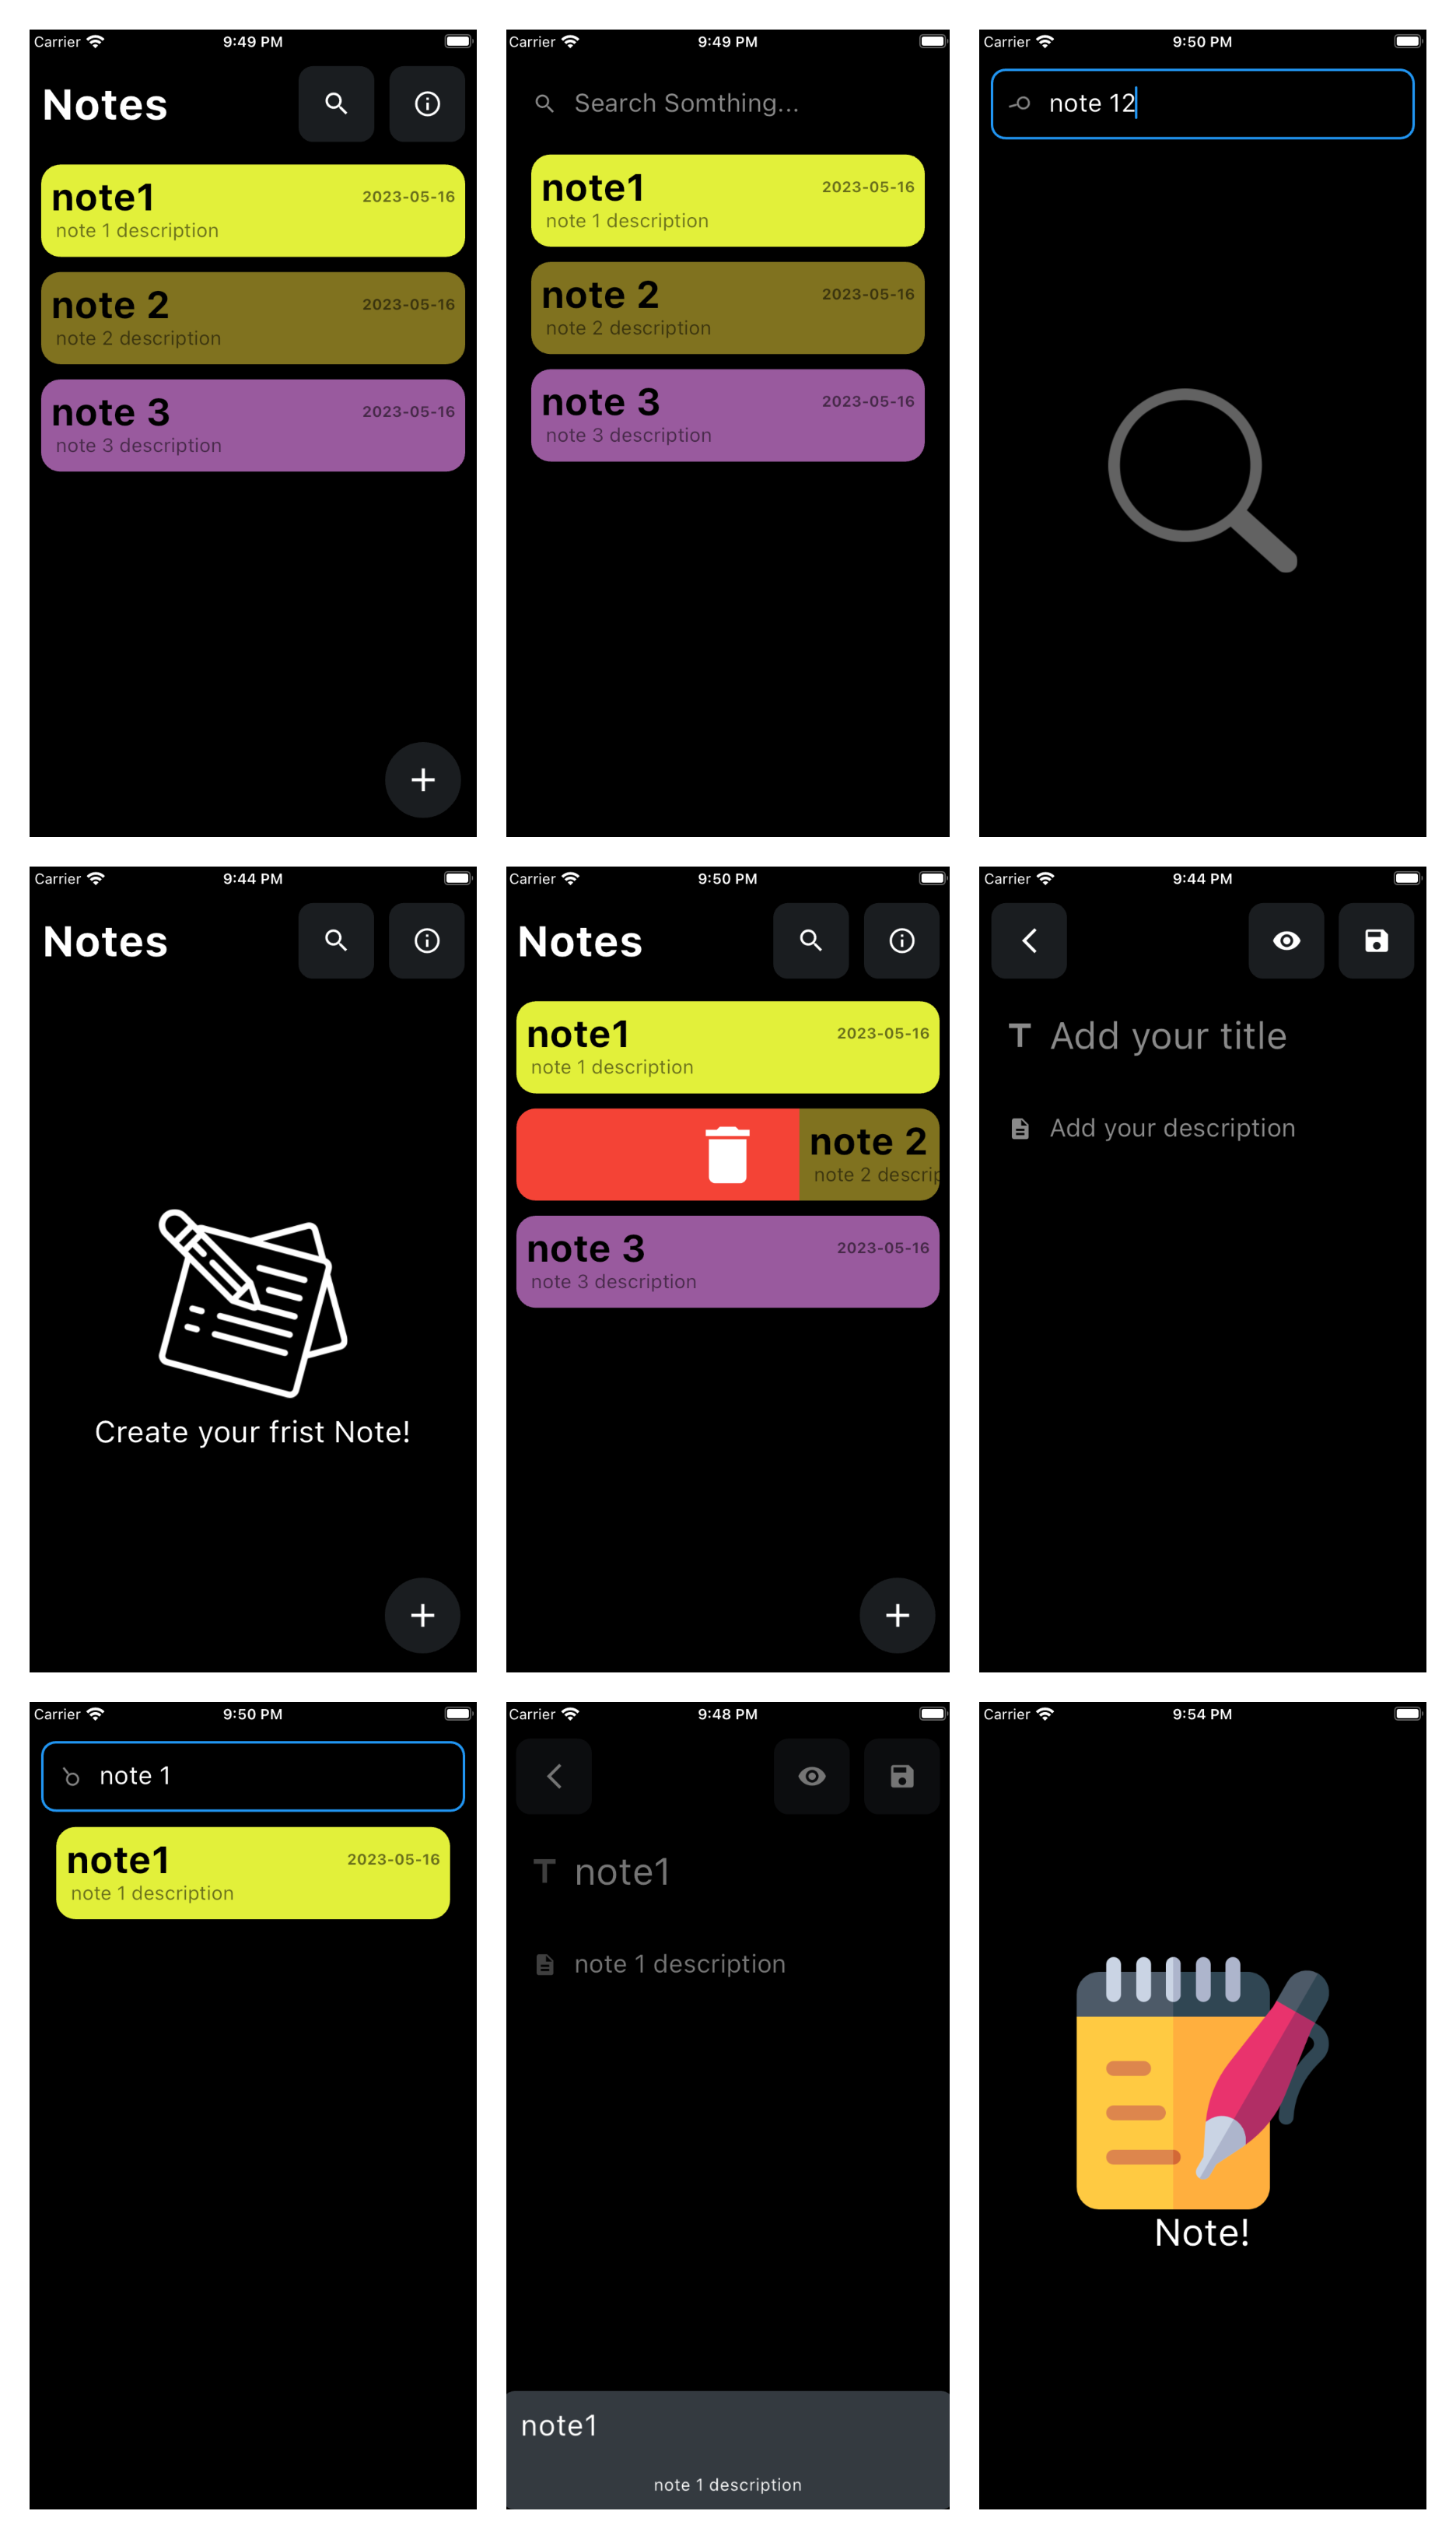 Carrier 9:49 PM
Notes
note1 2023-05-16
note 1 description
note 2 2023-05-16
note 2 description
note 3 2023-05-16
note 3 description
Carrier 9:49 PM
Search Somthing...
note1 2023-05-16
note 1 description
note 2 2023-05-16
note 2 description
note 3 2023-05-16
note 3 description
Carrier 9:50 PM
note 12
Carrier 9:44 PM
Notes
Create your frist Note!
Carrier 9:50 PM
Notes
note1 2023-05-16
note 1 description
note 2
note 2 descrip
note 3 2023-05-16
note 3 description
Carrier 9:44 PM
T Add your title
Add your description
Carrier 9:50 PM
note 1
note1 2023-05-16
note 1 description
Carrier 9:48 PM
T note1
note 1 description
note1
note 1 description
Carrier 9:54 PM
Note!